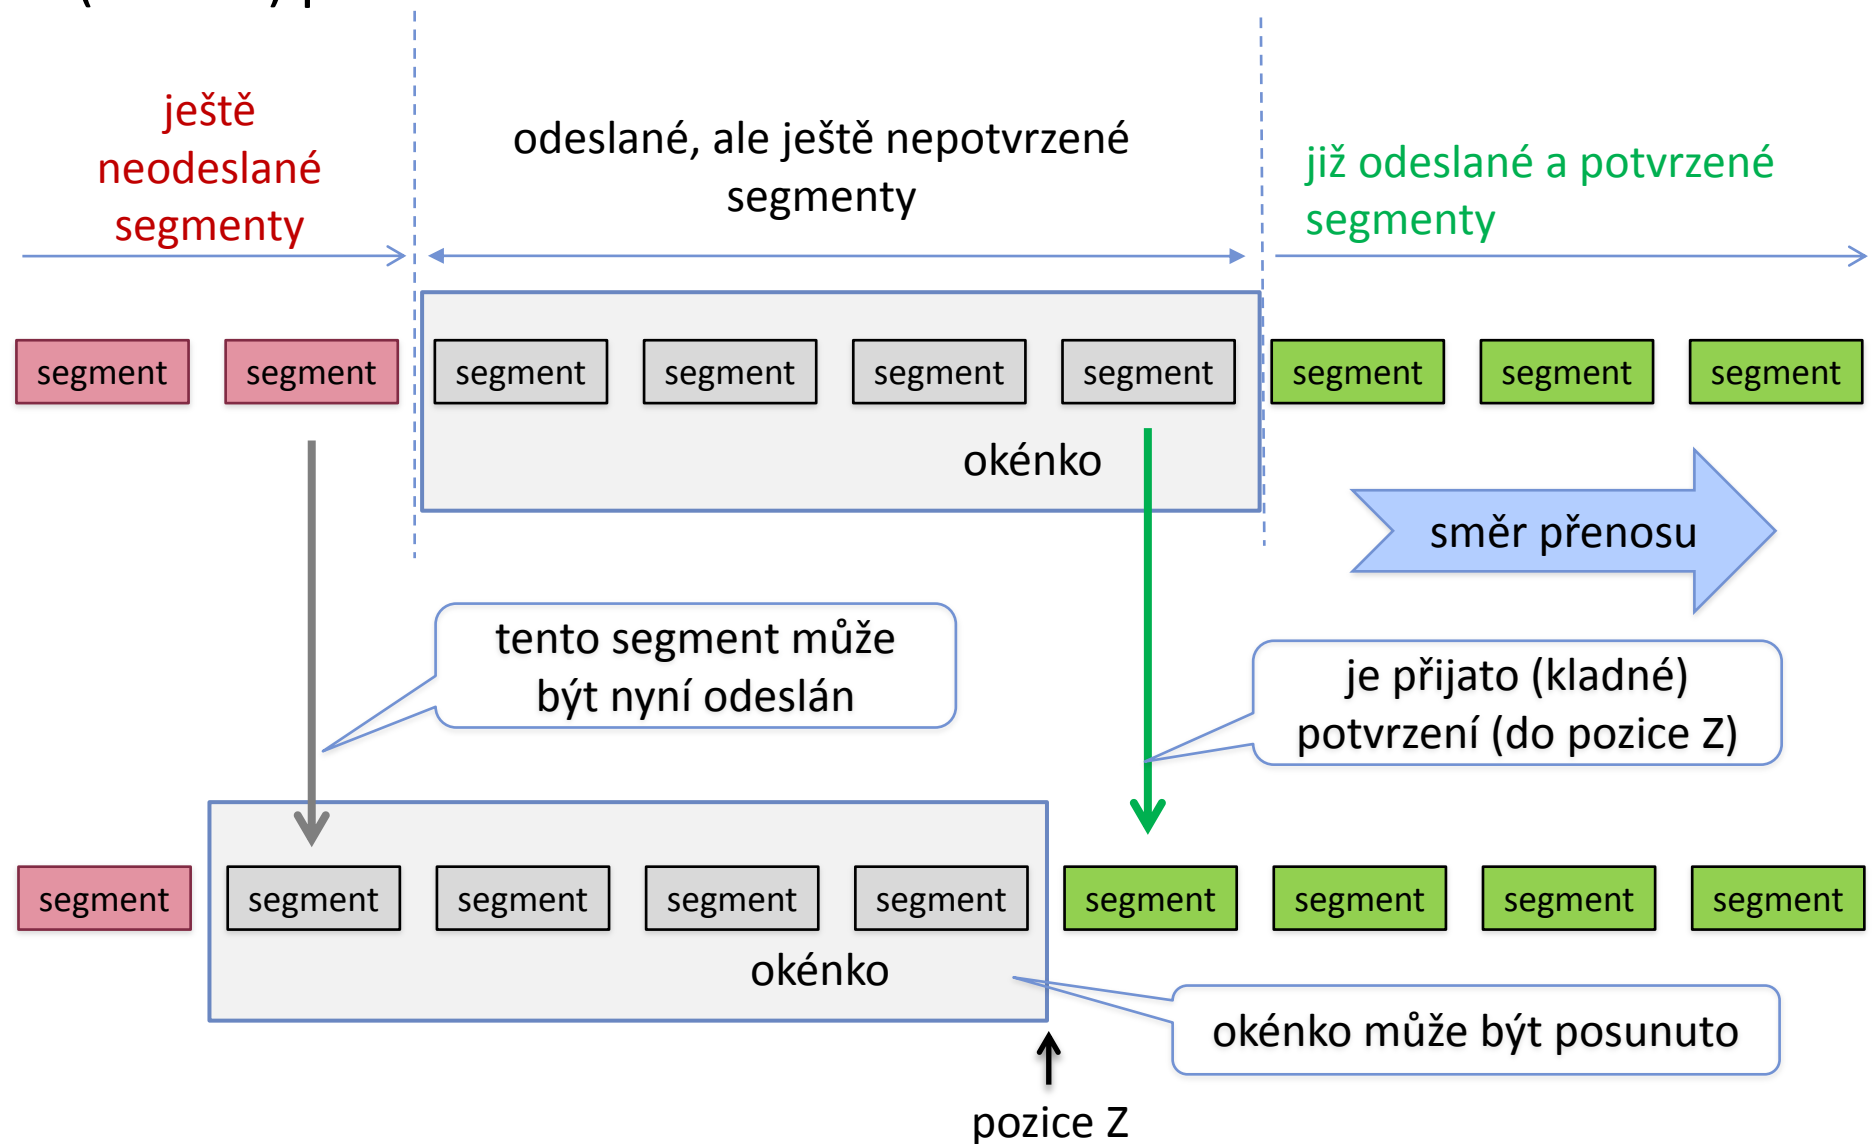 ještě
neodeslané
segmenty
odeslané, ale ještě nepotvrzené
segmenty
již odeslané a potvrzené
segmenty
segment segment segment segment segment segment segment segment segment
okénko
směr přenosu
tento segment může
být nyní odeslán
je přijato (kladné)
potvrzení (do pozice Z)
segment segment segment segment segment segment segment segment segment
okénko
okénko může být posunuto
pozice Z